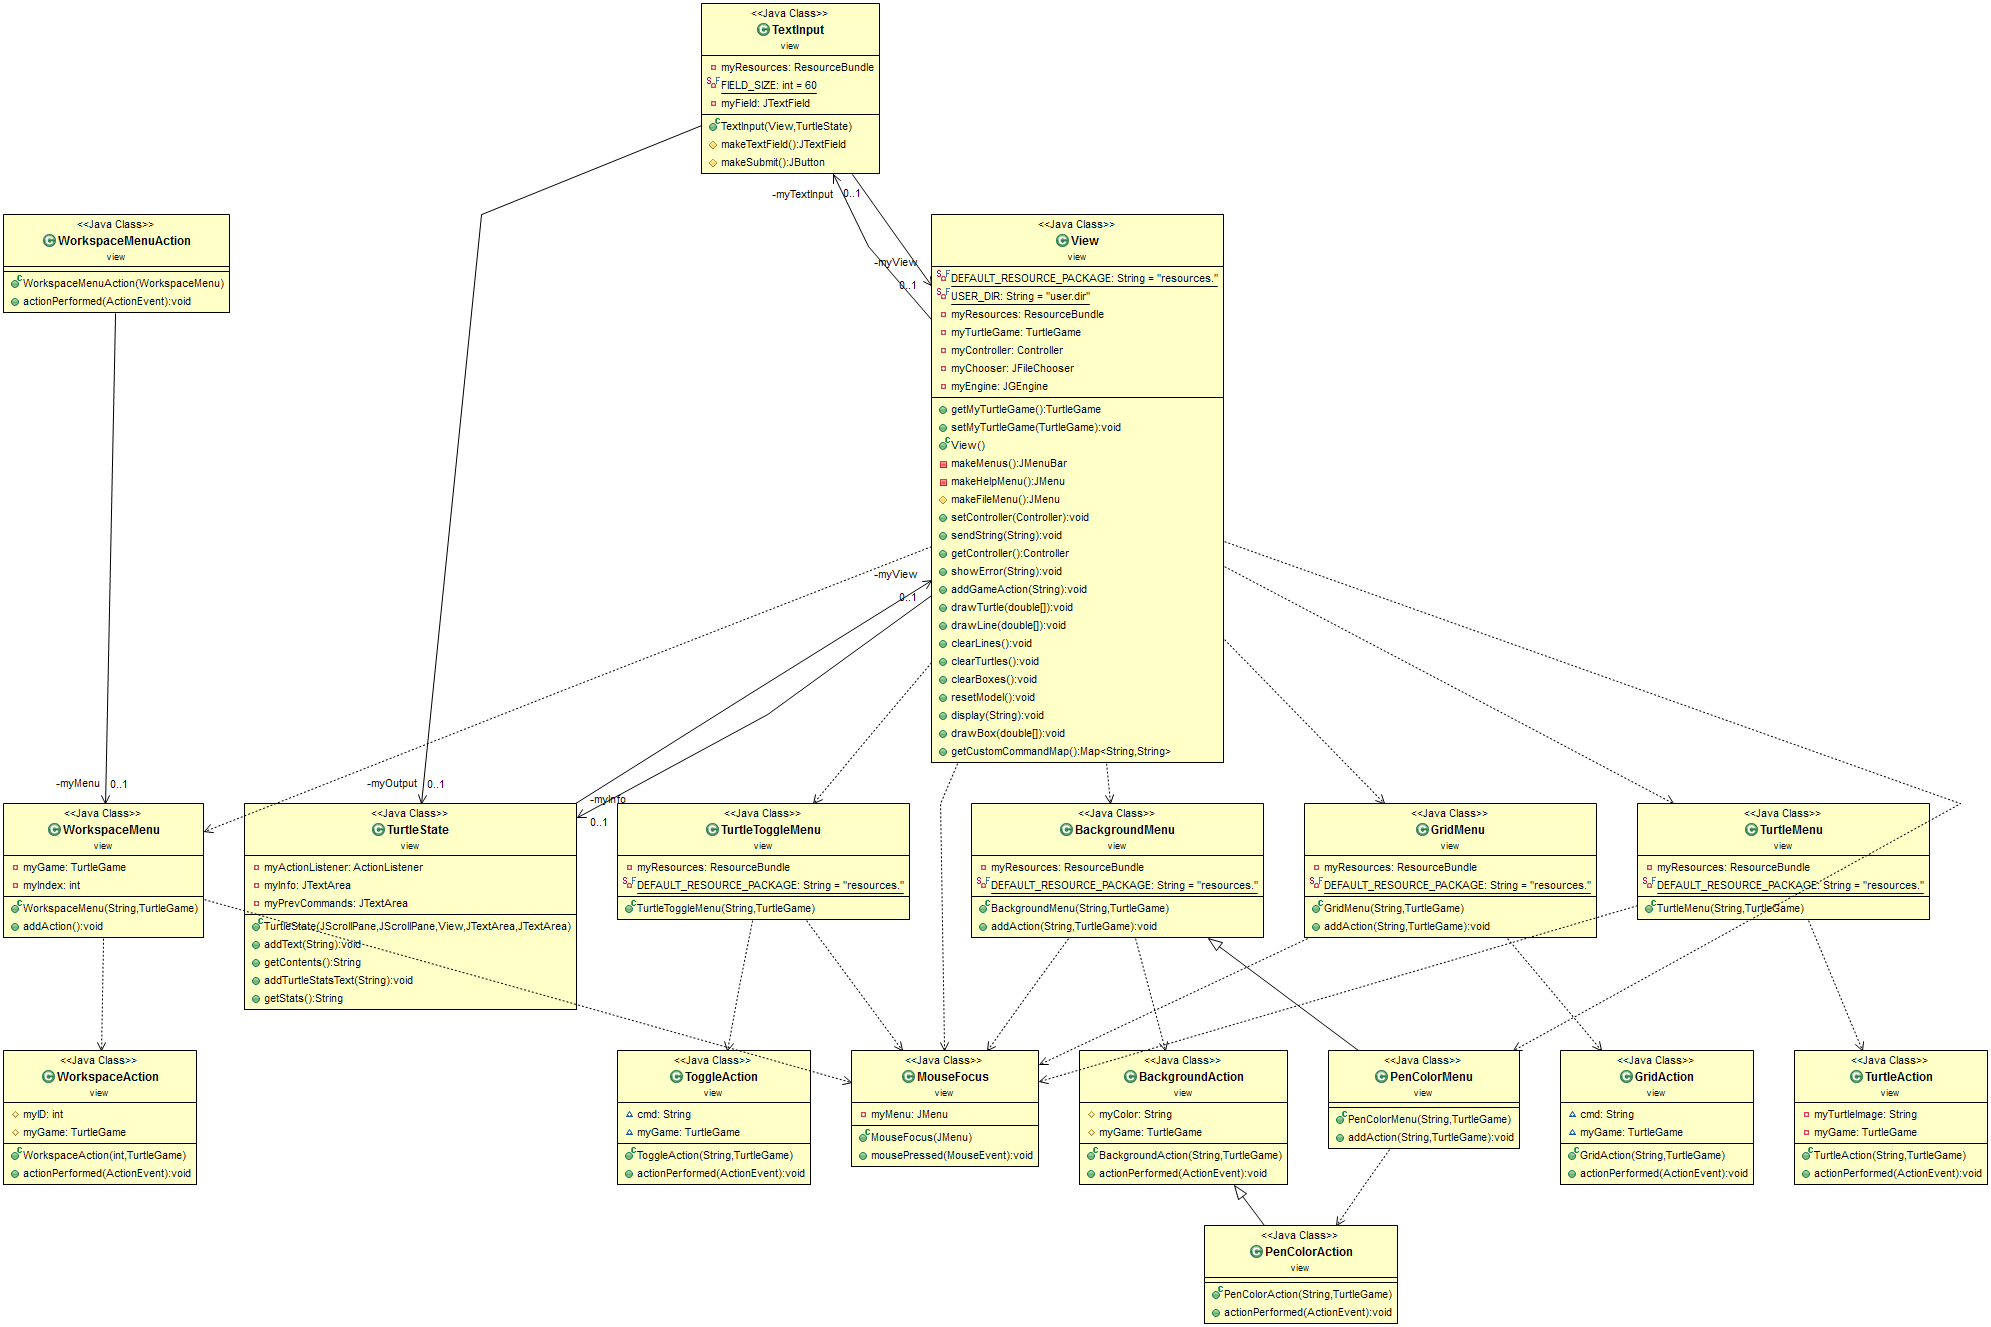 <<Java Class>>
TextInput
view
myResources: ResourceBundle
FIELD_SIZE: int = 60
myField: JTextField
TextInput(View,TurtleState)
makeTextField():JTextField
makeSubmit():JButton
-myTextInput
0..1
<<Java Class>>
WorkspaceMenuAction
view
WorkspaceMenuAction(WorkspaceMenu)
actionPerformed(ActionEvent):void
-myView
0..1
<<Java Class>>
View
view
DEFAULT_RESOURCE_PACKAGE: String = "resources."
USER_DIR: String = "user.dir"
myResources: ResourceBundle
myTurtleGame: TurtleGame
myController: Controller
myChooser: JFileChooser
myEngine: JGEngine
getMyTurtleGame():TurtleGame
setMyTurtleGame(TurtleGame):void
View()
makeMenus():JMenuBar
makeHelpMenu():JMenu
makeFileMenu():JMenu
setController(Controller):void
sendString(String):void
getController():Controller
showError(String):void
addGameAction(String):void
drawTurtle(double[]):void
drawLine(double[]):void
clearLines():void
clearTurtles():void
clearBoxes():void
resetModel():void
display(String):void
drawBox(double[]):void
getCustomCommandMap():Map<String,String>
-myView
0..1
-myMenu
0..1
-myOutput
0..1
-myInfo
0..1
<<Java Class>>
WorkspaceMenu
view
myGame: TurtleGame
myIndex: int
WorkspaceMenu(String,TurtleGame)
addAction():void
<<Java Class>>
TurtleState
view
myActionListener: ActionListener
myInfo: JTextArea
myPrevCommands: JTextArea
TurtleState(JScrollPane,JScrollPane,View,JTextArea,JTextArea)
addText(String):void
getContents():String
addTurtleStatsText(String):void
getStats():String
<<Java Class>>
TurtleToggleMenu
view
myResources: ResourceBundle
DEFAULT_RESOURCE_PACKAGE: String = "resources."
TurtleToggleMenu(String,TurtleGame)
<<Java Class>>
BackgroundMenu
view
myResources: ResourceBundle
DEFAULT_RESOURCE_PACKAGE: String = "resources."
BackgroundMenu(String,TurtleGame)
addAction(String,TurtleGame):void
<<Java Class>>
GridMenu
view
myResources: ResourceBundle
DEFAULT_RESOURCE_PACKAGE: String = "resources."
GridMenu(String,TurtleGame)
addAction(String,TurtleGame):void
<<Java Class>>
TurtleMenu
view
myResources: ResourceBundle
DEFAULT_RESOURCE_PACKAGE: String = "resources."
TurtleMenu(String,TurtleGame)
<<Java Class>>
WorkspaceAction
view
myID: int
myGame: TurtleGame
WorkspaceAction(int,TurtleGame)
actionPerformed(ActionEvent):void
<<Java Class>>
ToggleAction
view
cmd: String
myGame: TurtleGame
ToggleAction(String,TurtleGame)
actionPerformed(ActionEvent):void
<<Java Class>>
MouseFocus
view
myMenu: JMenu
MouseFocus(JMenu)
mousePressed(MouseEvent):void
<<Java Class>>
BackgroundAction
view
myColor: String
myGame: TurtleGame
BackgroundAction(String,TurtleGame)
actionPerformed(ActionEvent):void
<<Java Class>>
PenColorMenu
view
PenColorMenu(String,TurtleGame)
addAction(String,TurtleGame):void
<<Java Class>>
GridAction
view
cmd: String
myGame: TurtleGame
GridAction(String,TurtleGame)
actionPerformed(ActionEvent):void
<<Java Class>>
TurtleAction
view
myTurtleImage: String
myGame: TurtleGame
TurtleAction(String,TurtleGame)
actionPerformed(ActionEvent):void
<<Java Class>>
PenColorAction
view
PenColorAction(String,TurtleGame)
actionPerformed(ActionEvent):void